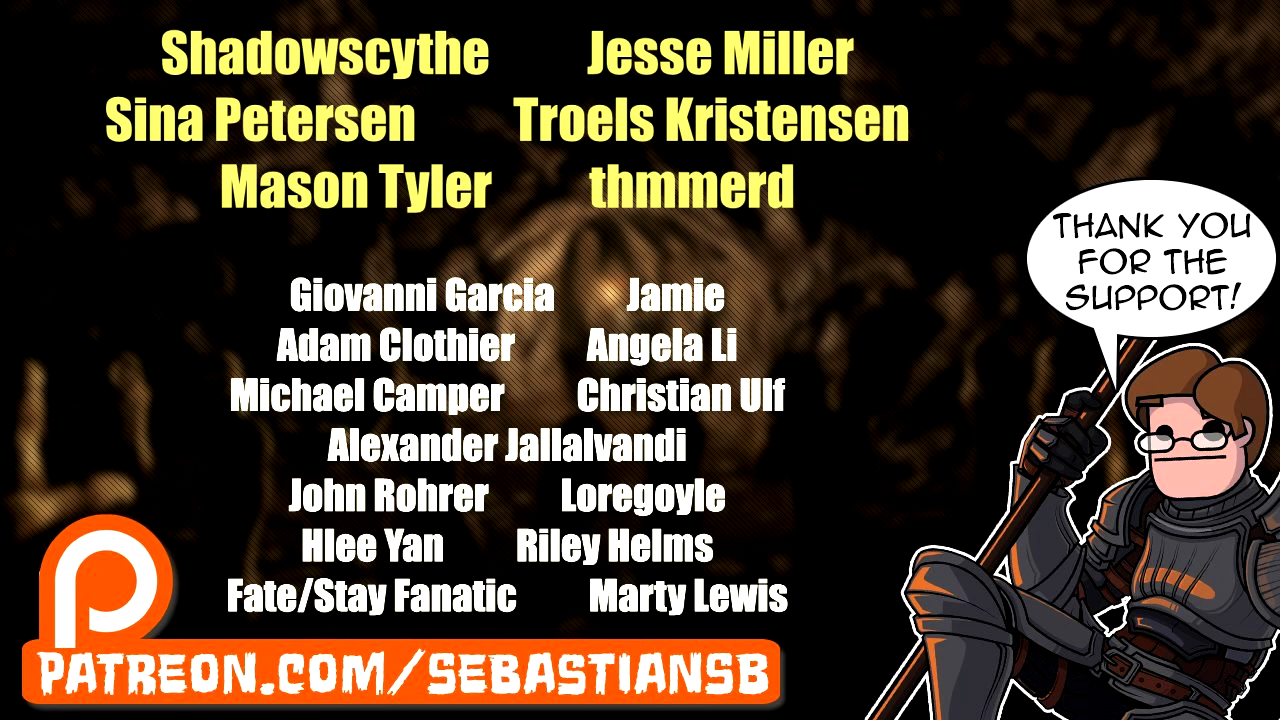 Shadowscythe Jesse Miller
Sina Petersen Troels Kristensen
Mason Tyler thmmerd
Giovanni Garcia Jamie
Adam Clothier Angela Li
Michael Camper Christian Ulf
Alexander Jallalvandi
John Rohrer Loregoyle
Hlee Yan Riley Helms
Fate/Stay Fanatic Marty Lewis
PATREON.COM/SEBASTIANSB
THANK YOU
FOR THE
SUPPORT!